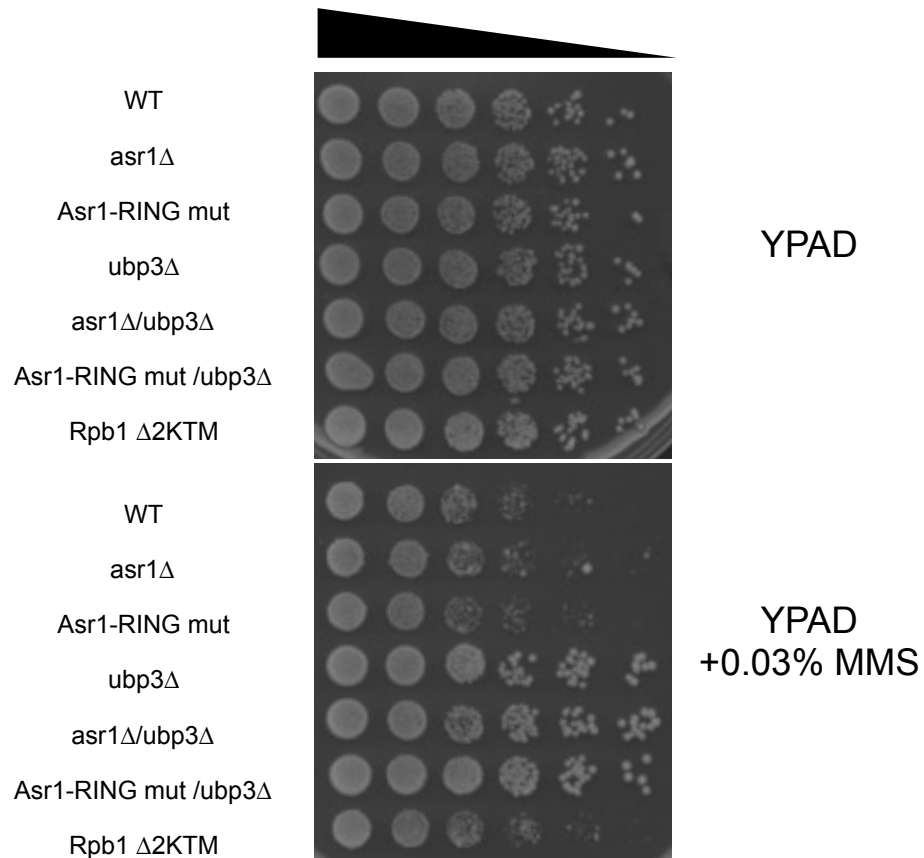 WT
asr1Δ
Asr1-RING mut
ubp3Δ
asr1Δ/ubp3Δ
Asr1-RING mut /ubp3Δ
Rpb1 Δ2KTM
YPAD
WT
asr1Δ
Asr1-RING mut
ubp3Δ
asr1Δ/ubp3Δ
Asr1-RING mut /ubp3Δ
Rpb1 Δ2KTM
YPAD
+0.03% MMS